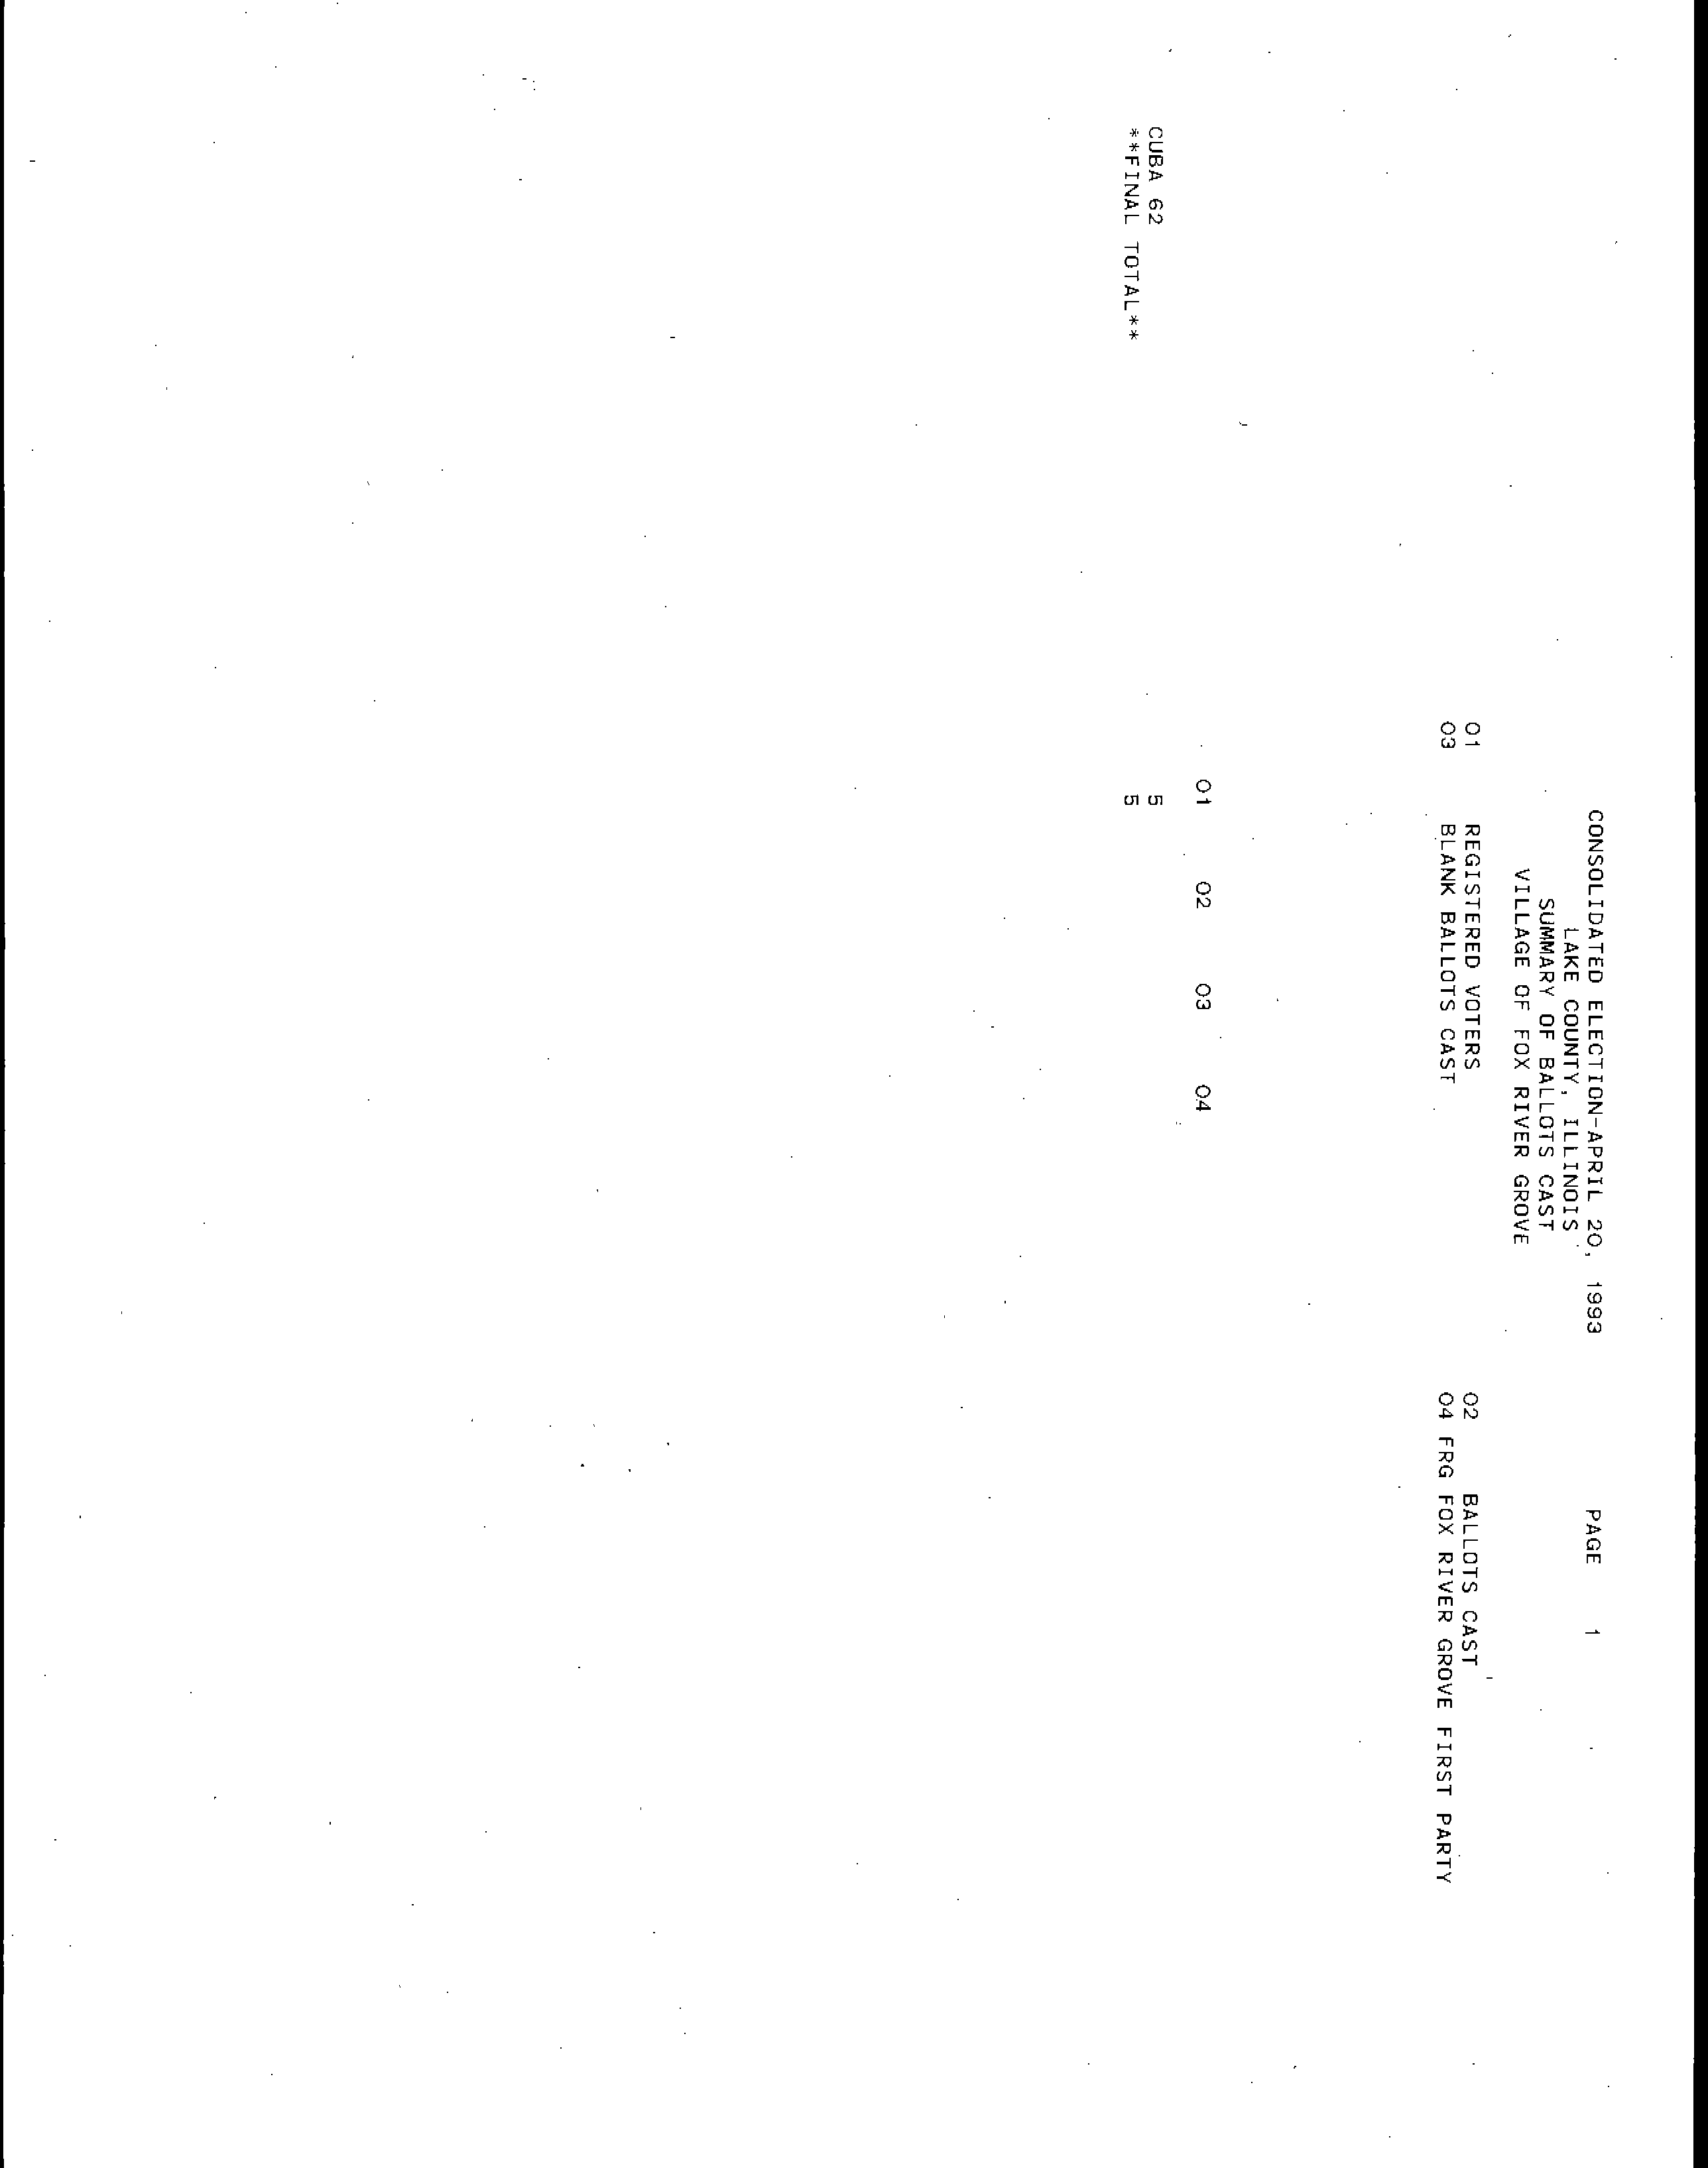 CONSOLIDATED ELECTION-APRIL 20, 1993 PAGE 1
LAKE COUNTY, ILLINOIS
SUMMARY OF BALLOTS CAST
VILLAGE OF FOX RIVER GROVE
01 REGISTERED VOTERS 02 BALLOTS CAST
03 BLANK BALLOTS CAST 04 FRG FOX RIVER GROVE FIRST PARTY
01 02 03 04
CUBA 62 5
**FINAL TOTAL** 5